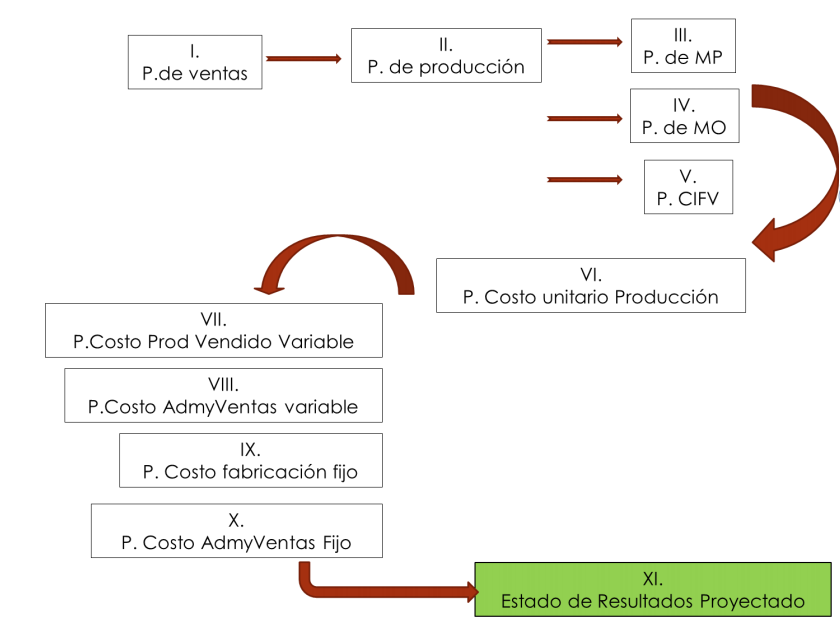 I.
P.de ventas
II.
P. de producción
III.
P. de MP
IV.
P. de MO
V.
P. CIFV
VI.
P. Costo unitario Producción
VII.
P.Costo Prod Vendido Variable
VIII.
P.Costo AdmyVentas variable
IX.
P. Costo fabricación fijo
X.
P. Costo AdmyVentas Fijo
XI.
Estado de Resultados Proyectado